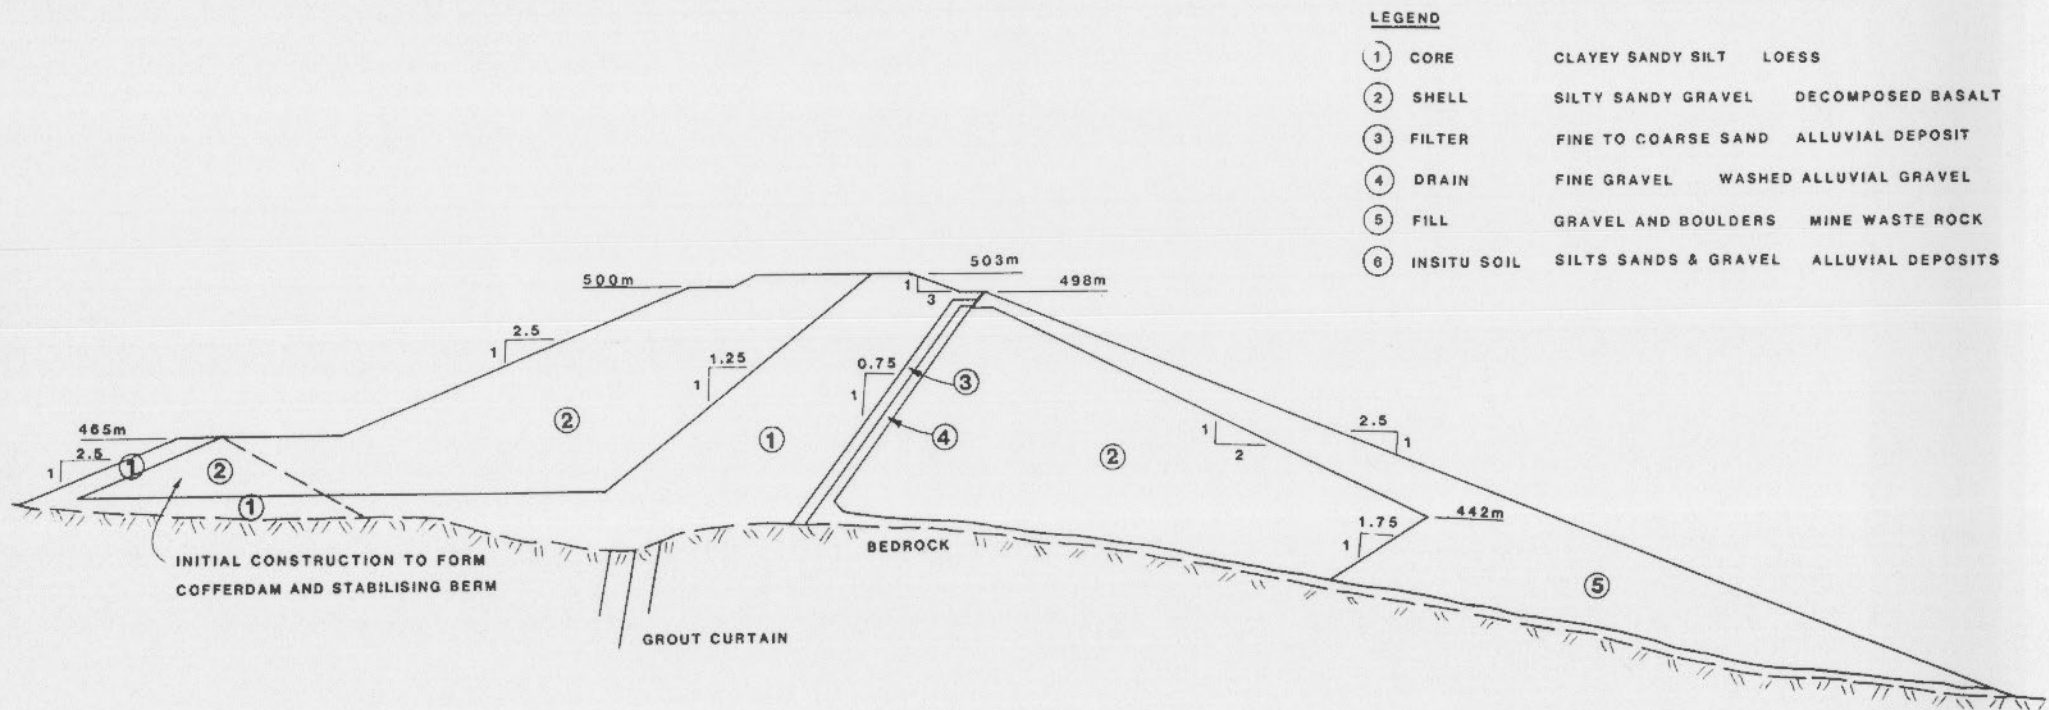 LEGEND
1 CORE CLAYEY SANDY SILT LOESS
2 SHELL SILTY SANDY GRAVEL DECOMPOSED BASALT
3 FILTER FINE TO COARSE SAND ALLUVIAL DEPOSIT
4 DRAIN FINE GRAVEL WASHED ALLUVIAL GRAVEL
5 FILL GRAVEL AND BOULDERS MINE WASTE ROCK
6 INSITU SOIL SILTS SANDS & GRAVEL ALLUVIAL DEPOSITS
503m
500m
1
3
498m
2.5
1
1.25
1
0.75
1
3
2
465m
2.5
1
1
2
1
4
2
1
2
2.5
1
1
442m
1.75
1
BEDROCK
INITIAL CONSTRUCTION TO FORM
COFFERDAM AND STABILISING BERM
5
GROUT CURTAIN